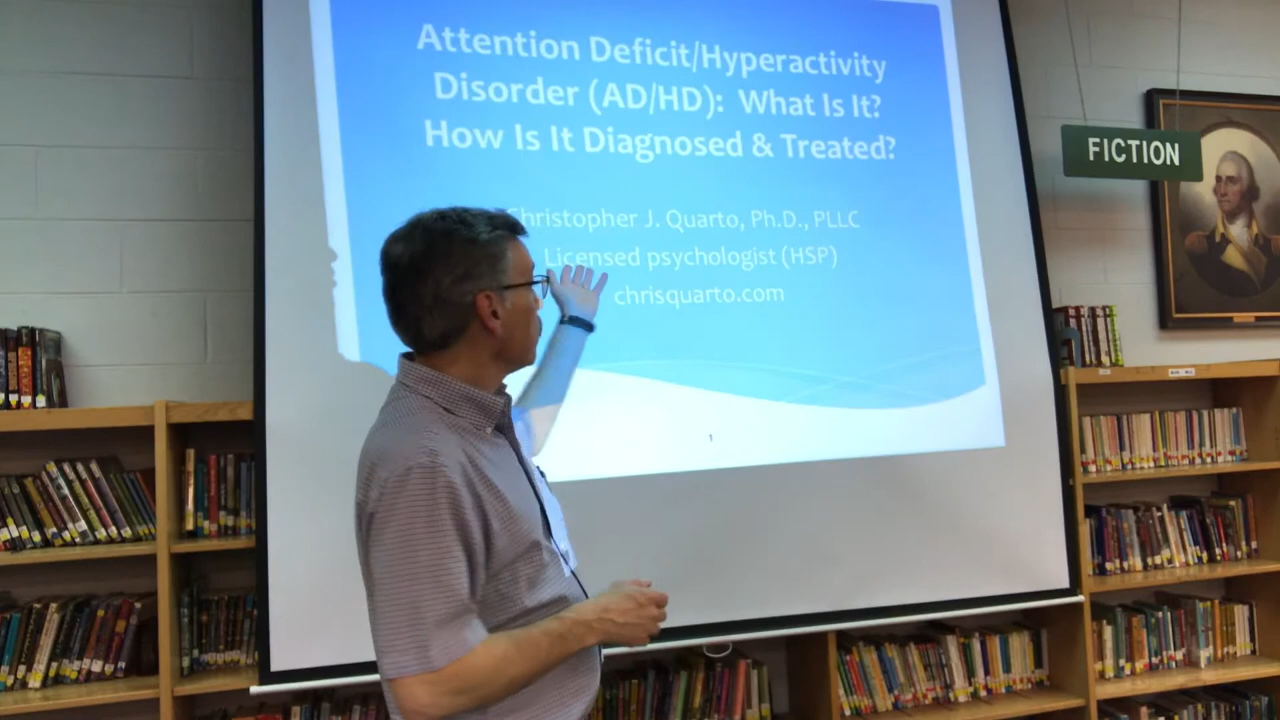 Attention Deficit/Hyperactivity
Disorder (AD/HD): What Is It?
How Is It Diagnosed & Treated?
Christopher J. Quarto, Ph.D., PLLC
Licensed psychologist (HSP)
chrisquarto.com
1
FICTION